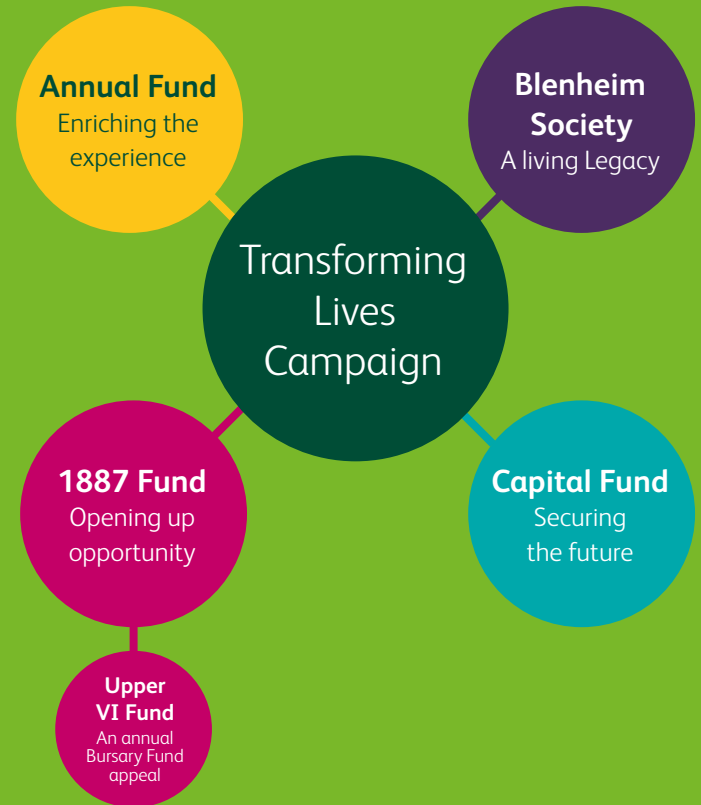 Annual Fund
Enriching the
experience
Blenheim
Society
A living Legacy
Transforming
Lives
Campaign
1887 Fund
Opening up
opportunity
Capital Fund
Securing
the future
Upper
VI Fund
An annual
Bursary Fund
appeal